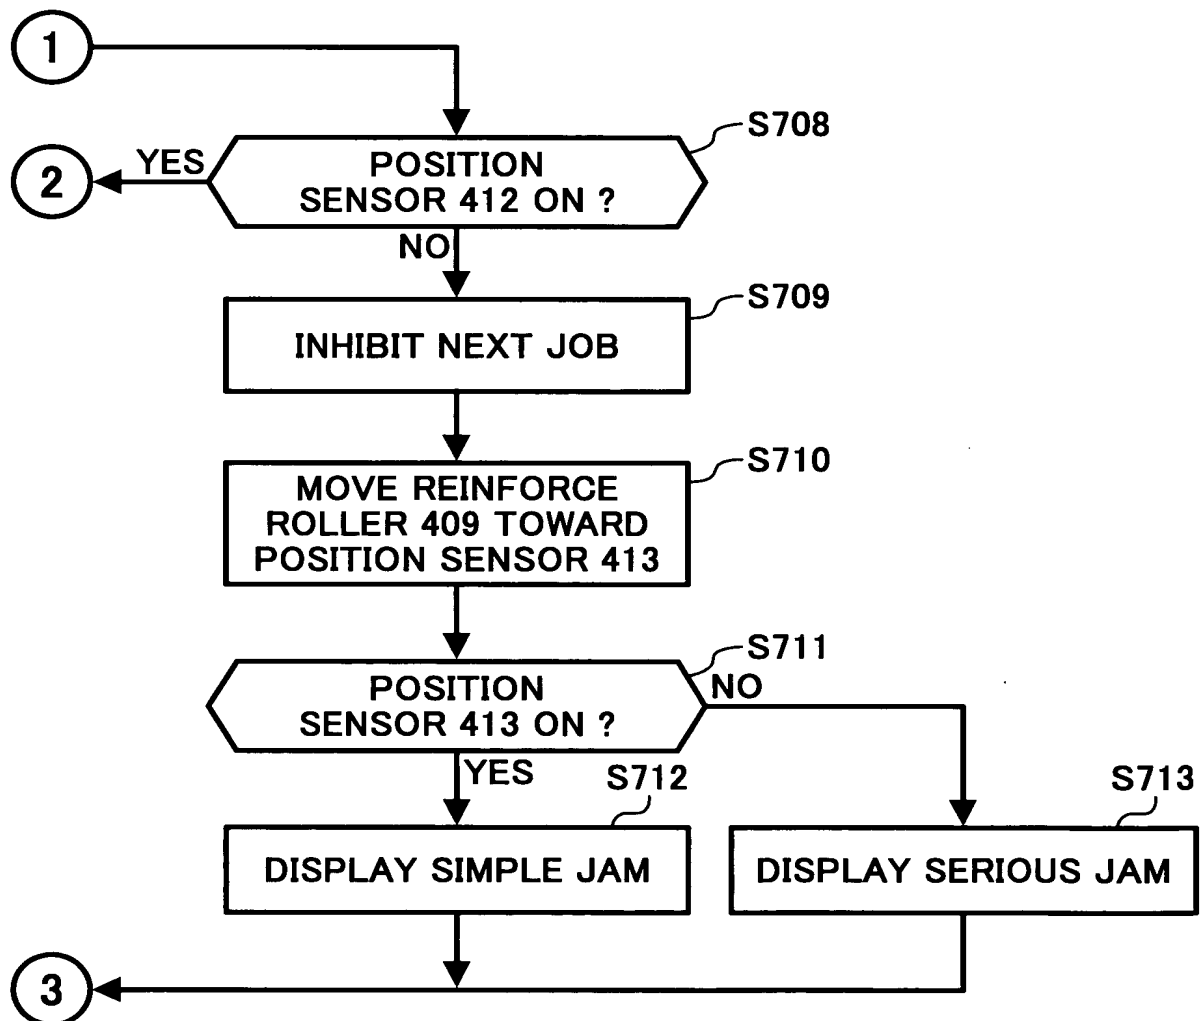 1
S708
2
YES
POSITION
SENSOR 412 ON ?
NO
S709
INHIBIT NEXT JOB
S710
MOVE REINFORCE
ROLLER 409 TOWARD
POSITION SENSOR 413
S711
POSITION
SENSOR 413 ON ?
NO
YES
S712
S713
DISPLAY SIMPLE JAM
DISPLAY SERIOUS JAM
3